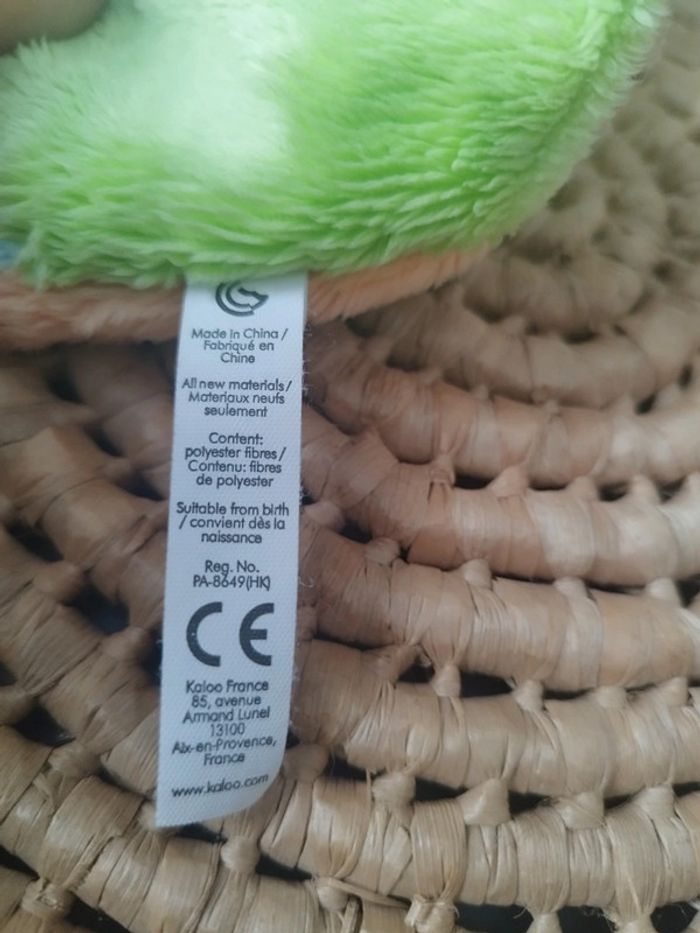 Made in China /
Fabriqué en
Chine
All new materials/
Materiaux neufs
seulement
Content:
polyester fibres/
Contenu: fibres
de polyester
Suitable from birth
/ convient dès la
naissance
Reg. No.
PA-8649(HK)
CE
Kaloo France
85, avenue
Armand Lunel
13100
Aix-en-Provence,
France
www.kaloo.com